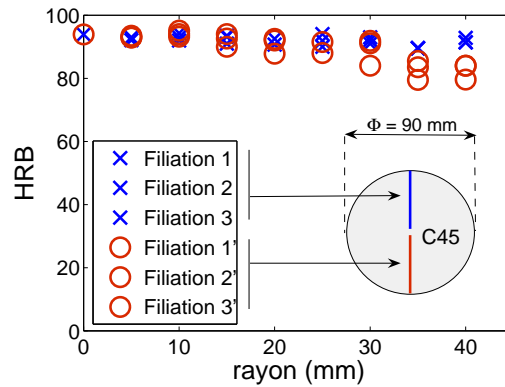 100
80
60
40
20
0
HRB
Φ = 90 mm
Filiation 1
Filiation 2
Filiation 3
Filiation 1'
Filiation 2'
Filiation 3'
C45
0 10 20 30 40
rayon (mm)